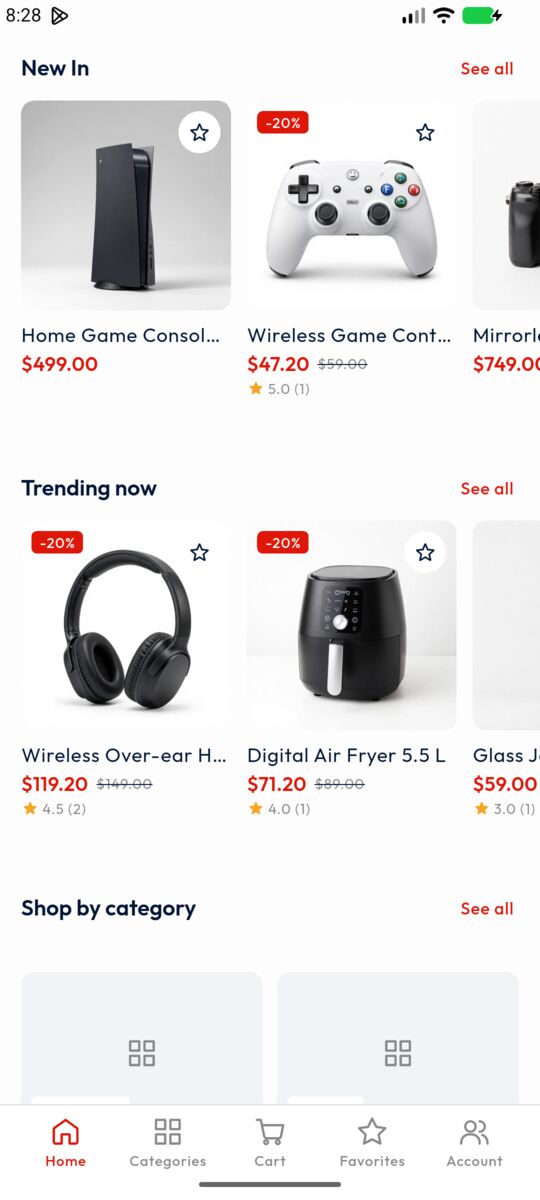 8:28
New In
See all
-20%
Home Game Consol...
Wireless Game Cont...
Mirrorl
$499.00
$47.20 $59.00
$749.00
5.0 (1)
Trending now
See all
-20%
-20%
Wireless Over-ear H...
Digital Air Fryer 5.5 L
Glass J
$119.20 $149.00
$71.20 $89.00
$59.00
4.5 (2)
4.0 (1)
3.0 (1)
Shop by category
See all
Home
Categories
Cart
Favorites
Account